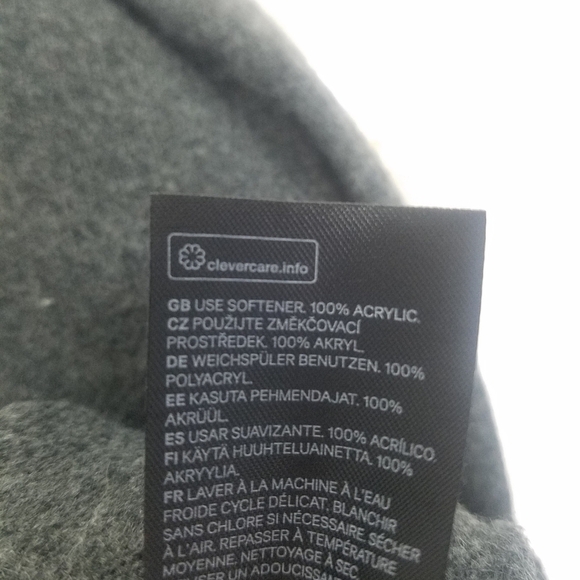 clevercare.info
GB USE SOFTENER. 100% ACRYLIC.
CZ POUŽIJTE ZMĚKČOVACÍ
PROSTŘEDEK. 100% AKRYL.
DE WEICHSPÜLER BENUTZEN. 100%
POLYACRYL.
EE KASUTA PEHMENDAJAT. 100%
AKRÜÜL.
ES USAR SUAVIZANTE. 100% ACRÍLICO.
FI KÄYTÄ HUUHTELUAINETTA. 100%
AKRYYLIA.
FR LAVER À LA MACHINE À L'EAU
FROIDE CYCLE DÉLICAT, BLANCHIR
SANS CHLORE SI NÉCESSAIRE, SÉCHER
À L'AIR, REPASSER À TEMPÉRATURE
MOYENNE, NETTOYAGE À SEC,
UN ADOUCISSANT